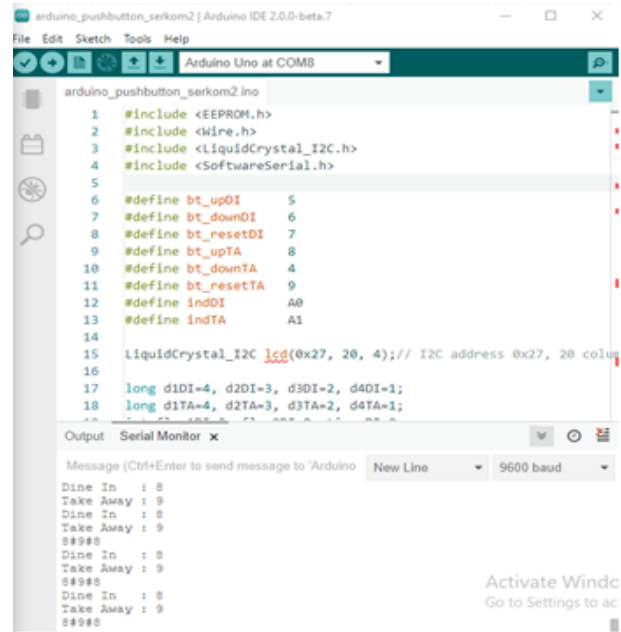 arduino_pushbutton_serkom2 | Arduino IDE 2.0.0-beta.7
File Edit Sketch Tools Help
Arduino Uno at COM8
arduino_pushbutton_serkom2.ino
1 #include <EEPROM.h>
2 #include <Wire.h>
3 #include <LiquidCrystal_I2C.h>
4 #include <SoftwareSerial.h>
5
6 #define bt_upDI 5
7 #define bt_downDI 6
8 #define bt_resetDI 7
9 #define bt_upTA 8
10 #define bt_downTA 4
11 #define bt_resetTA 9
12 #define indDI A0
13 #define indTA A1
14
15 LiquidCrystal_I2C lcd(0x27, 20, 4);// I2C address 0x27, 20 colum
16
17 long d1DI=4, d2DI=3, d3DI=2, d4DI=1;
18 long d1TA=4, d2TA=3, d3TA=2, d4TA=1;
Output Serial Monitor x
Message (Ctrl+Enter to send message to 'Arduino New Line 9600 baud
Dine In : 8
Take Away : 9
Dine In : 8
Take Away : 9
8#9#8
Dine In : 8
Take Away : 9
8#9#8
Dine In : 8
Take Away : 9
8#9#8
Activate Windo
Go to Settings to ac